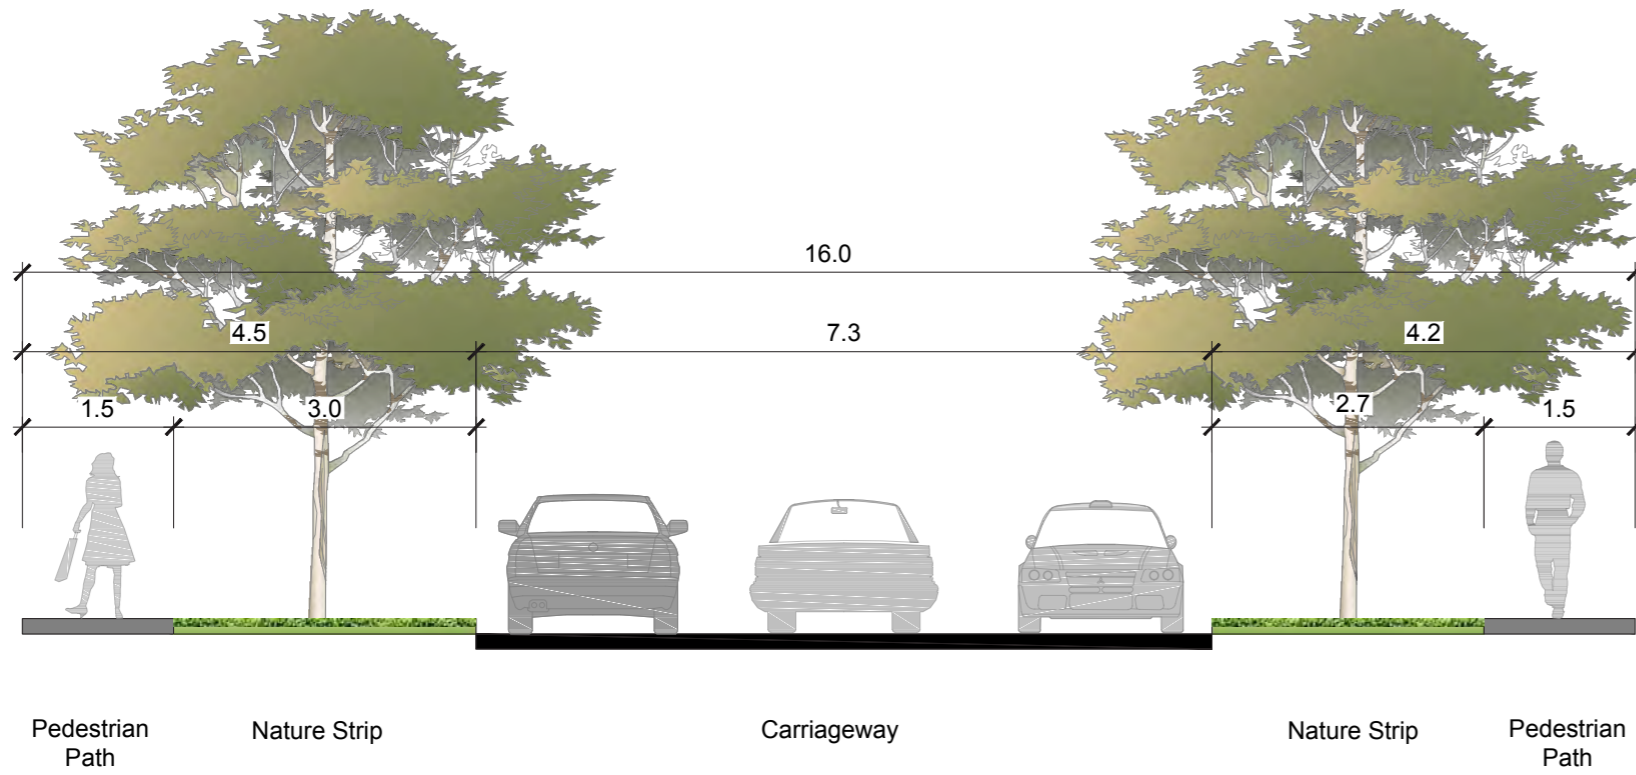 16.0
4.5
7.3
4.2
1.5
3.0
2.7
1.5
Pedestrian
Path
Nature Strip
Carriageway
Nature Strip
Pedestrian
Path